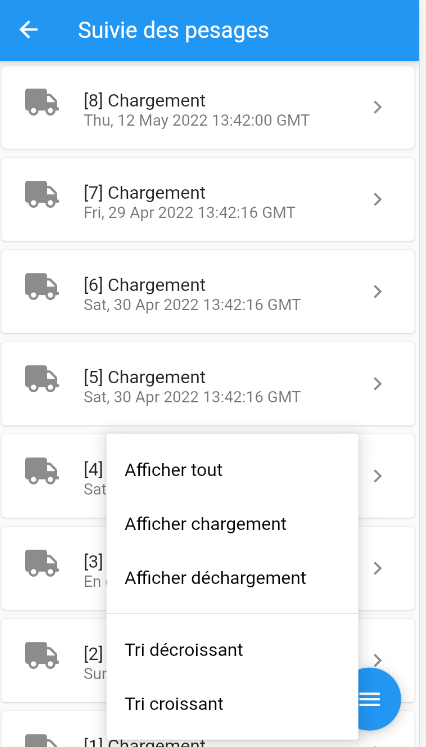 Suivie des pesages
[8] Chargement
Thu, 12 May 2022 13:42:00 GMT
[7] Chargement
Fri, 29 Apr 2022 13:42:16 GMT
[6] Chargement
Sat, 30 Apr 2022 13:42:16 GMT
[5] Chargement
Sat, 30 Apr 2022 13:42:16 GMT
[4]
Sat
[3]
En
[2]
Sur
[1] Chargement
Afficher tout
Afficher chargement
Afficher déchargement
Tri décroissant
Tri croissant